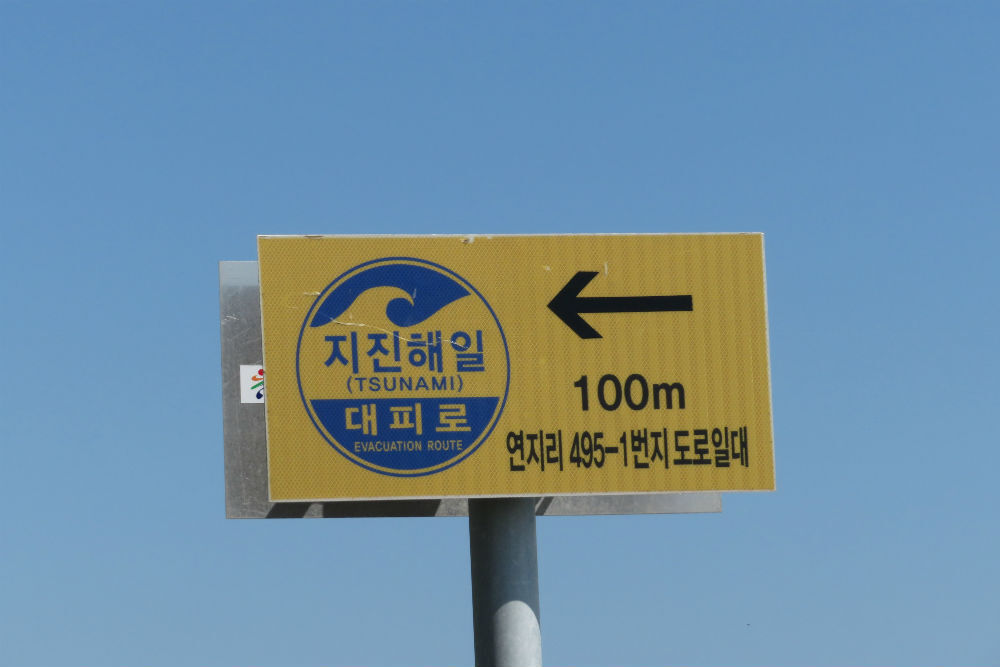 지진해일
(TSUNAMI)
대피로
EVACUATION ROUTE
100m
연지리 495-1번지 도로일대